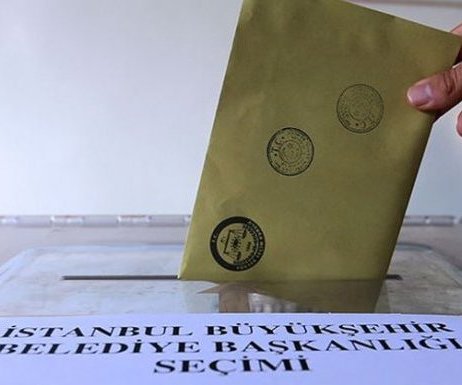 İSTANBUL BÜYÜKŞEHİR
BELEDİYE BAŞKANLIĞI
SEÇİMİ